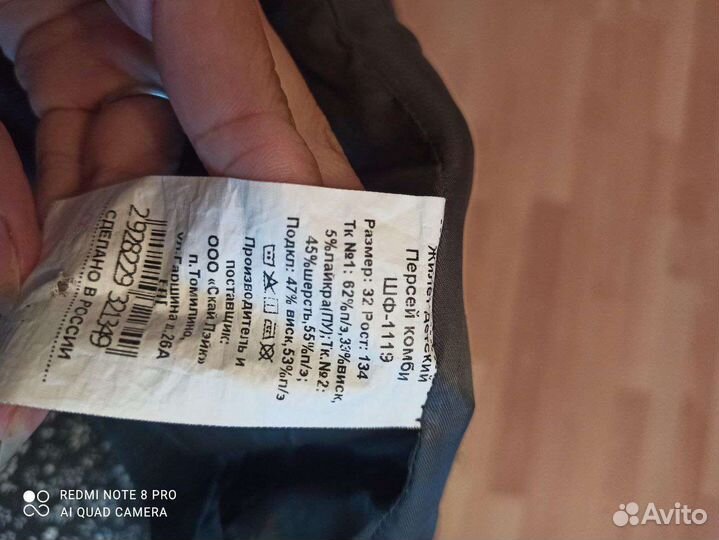 Жилет детский
Персей комби
ШФ-1119
Размер: 32 Рост: 134
Тк №1: 62%п/э,33%виск,
5%лайкра(ПУ);Тк.№2:
45%шерсть,55%п/э;
Подкл: 47% виск,53%п/э
Производитель и
поставщик:
ООО «Скай Лэйк»
п.Томилино,
ул.Гаршина д.26А
2928229321349
СДЕЛАНО В РОССИИ
REDMI NOTE 8 PRO
AI QUAD CAMERA
Avito